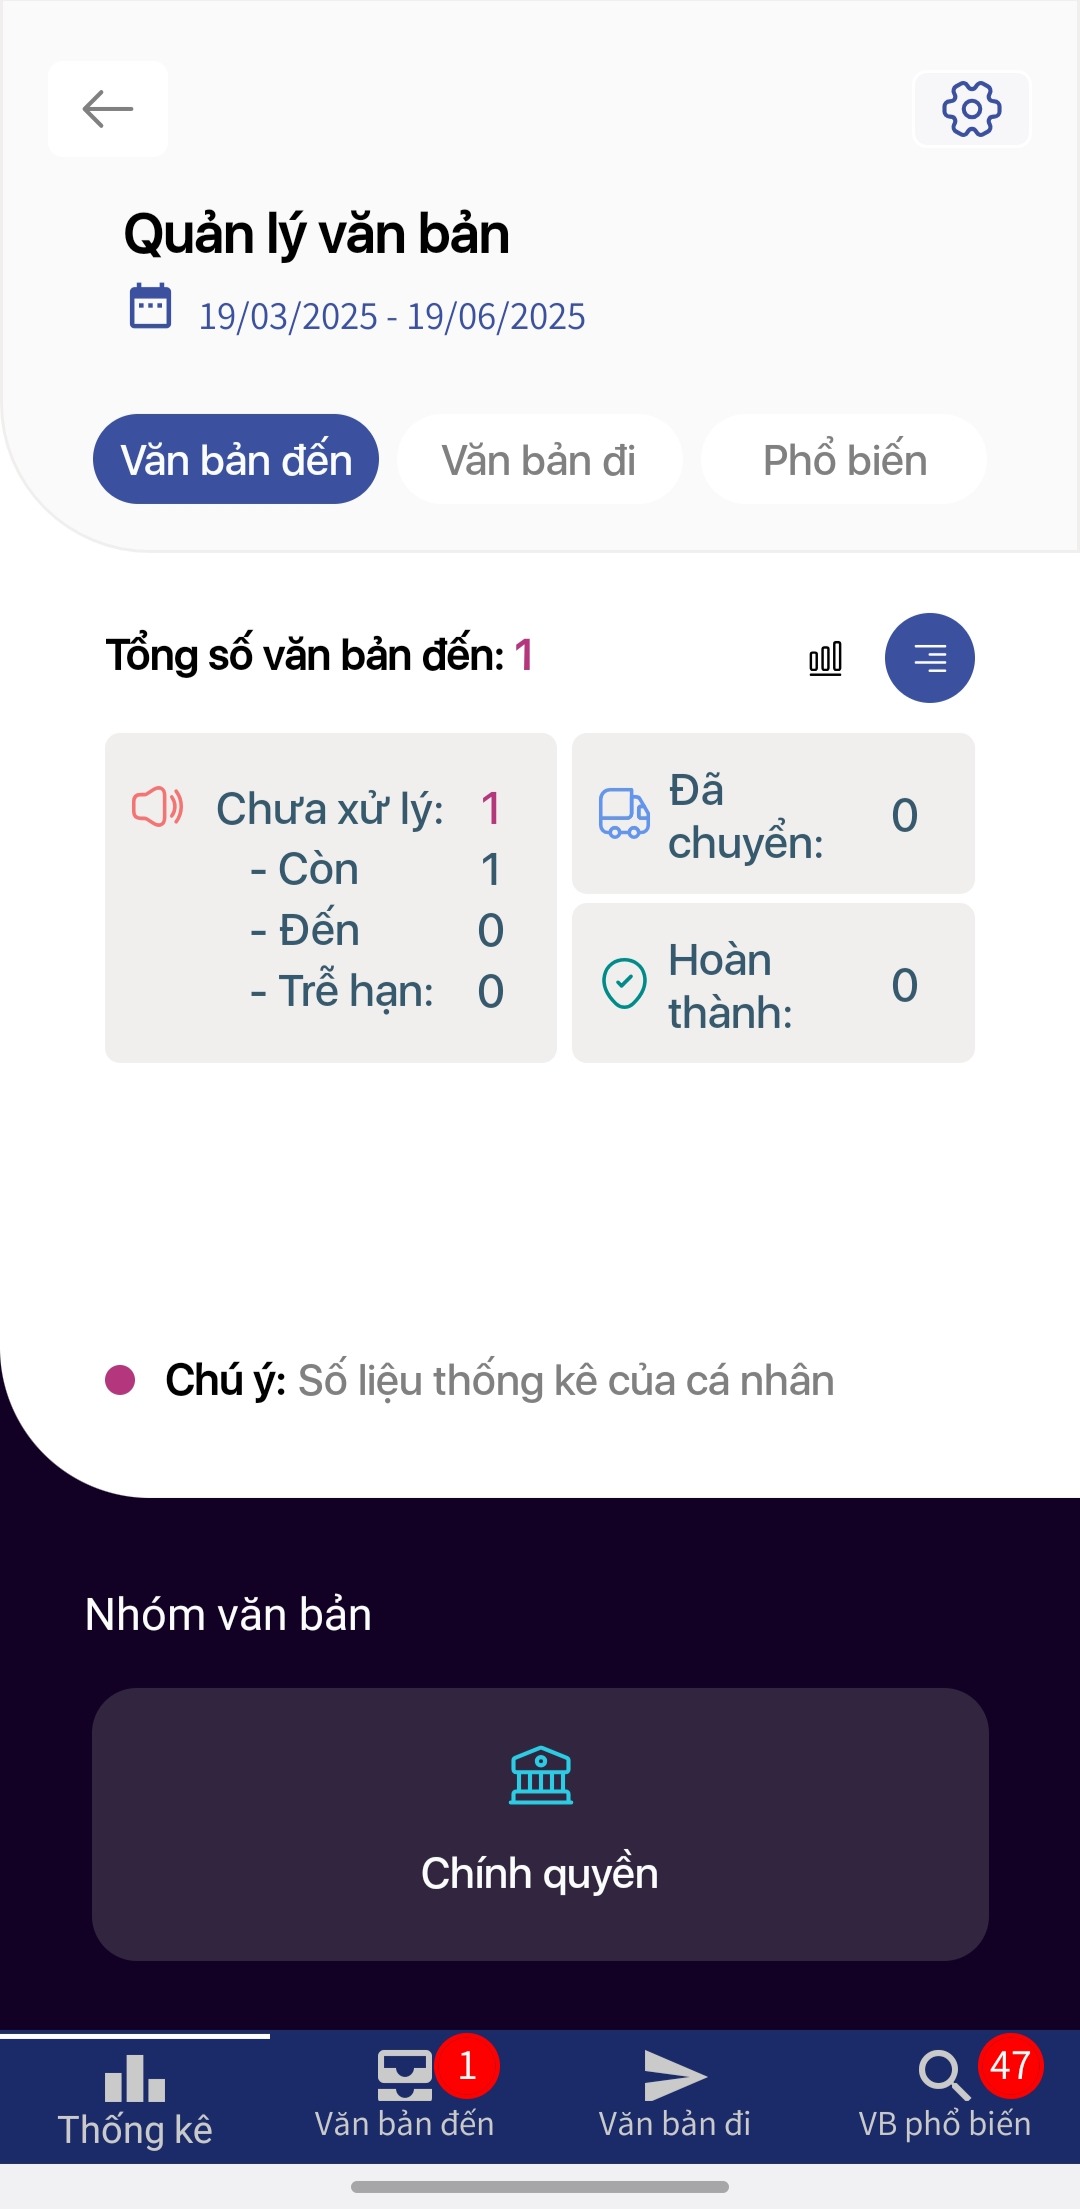 Quản lý văn bản
19/03/2025 - 19/06/2025
Văn bản đến
Văn bản đi
Phổ biến
Tổng số văn bản đến: 1
Chưa xử lý: 1
- Còn 1
- Đến 0
- Trễ hạn: 0
Đã
chuyển: 0
Hoàn
thành: 0
Chú ý: Số liệu thống kê của cá nhân
Nhóm văn bản
Chính quyền
Thống kê
1
Văn bản đến
Văn bản đi
47
VB phổ biến